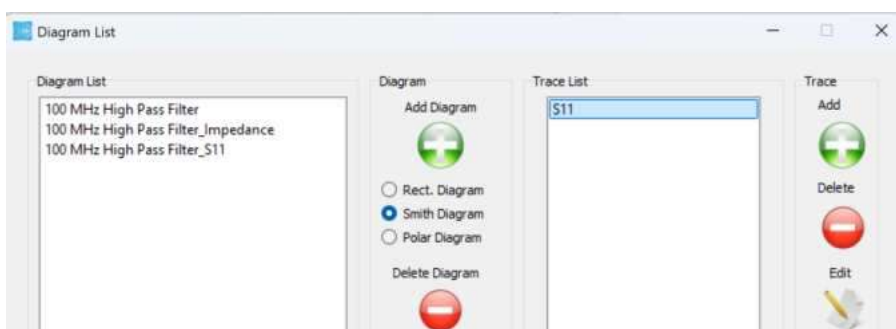 Diagram List
Diagram List
100 MHz High Pass Filter
100 MHz High Pass Filter_Impedance
100 MHz High Pass Filter_S11
Diagram
Add Diagram
Rect. Diagram
Smith Diagram
Polar Diagram
Delete Diagram
Trace List
S11
Trace
Add
Delete
Edit